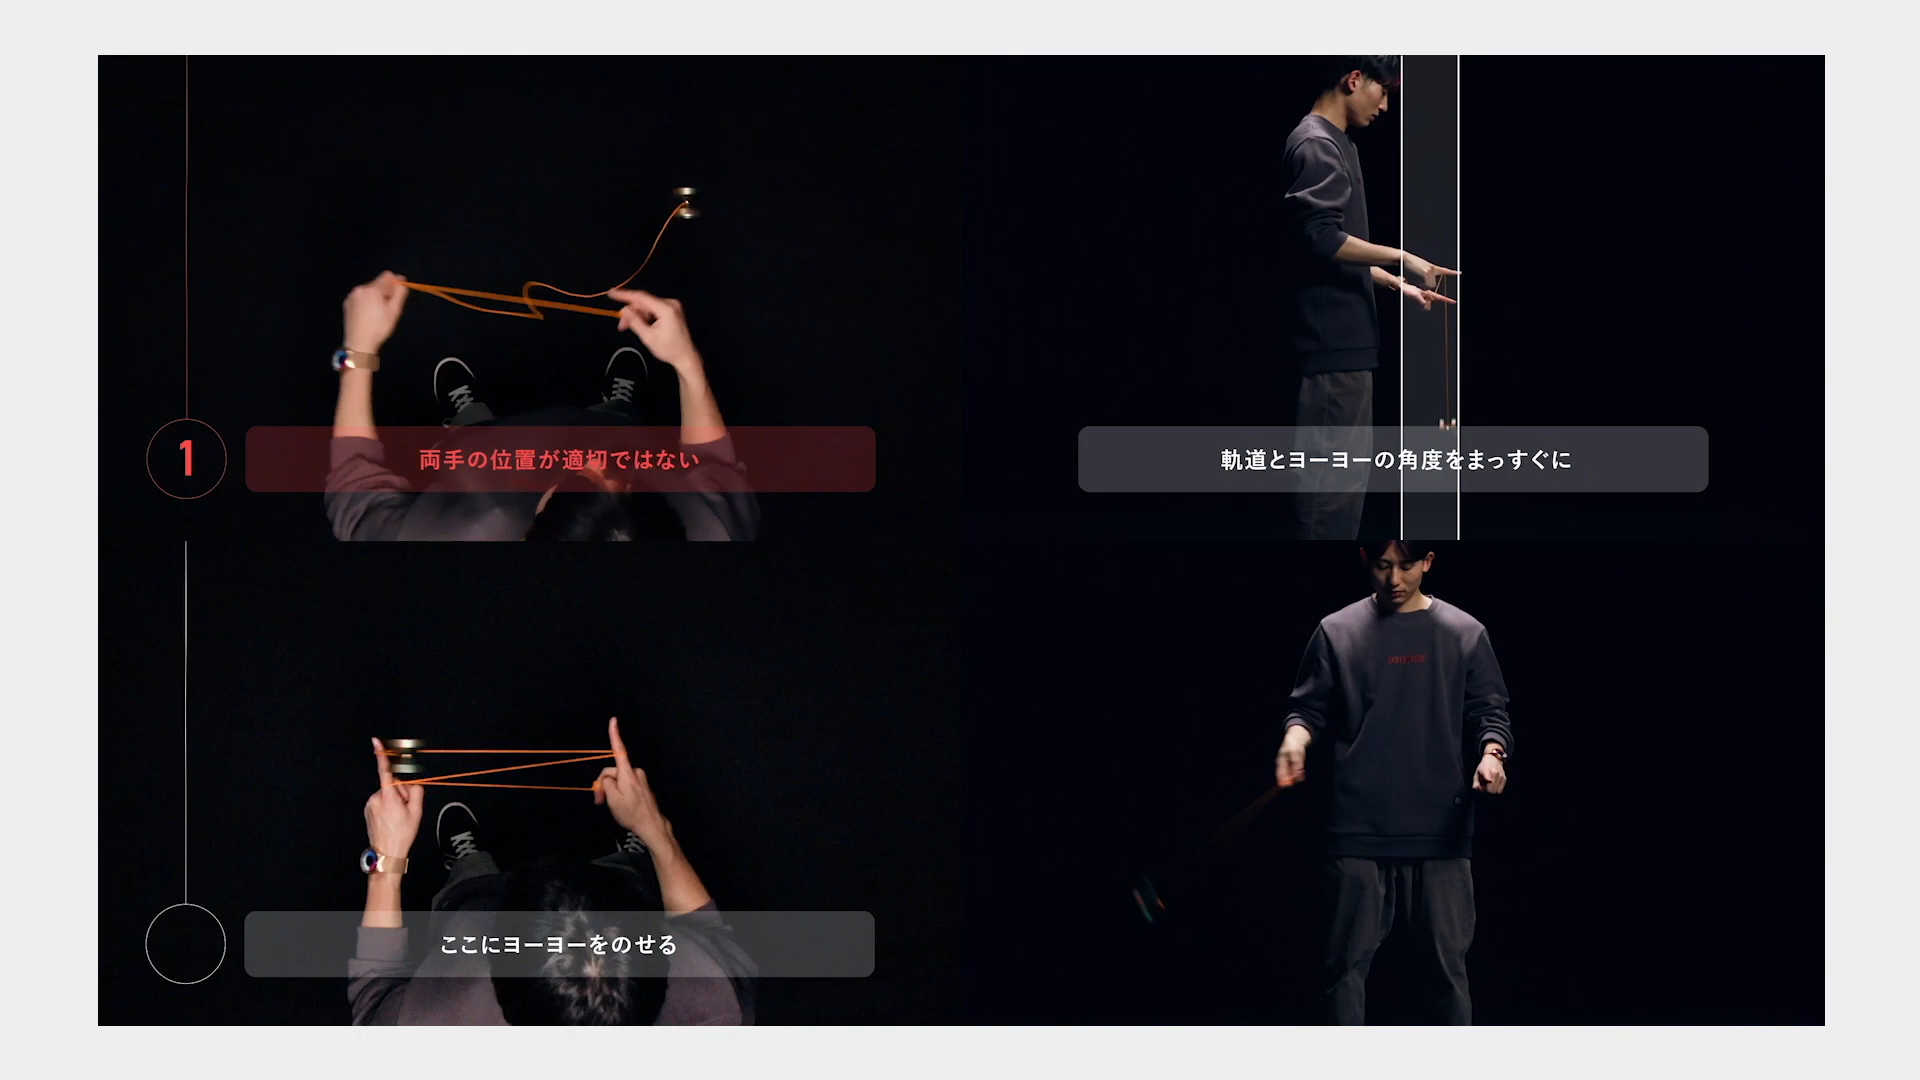 1
両手の位置が適切ではない
軌道とヨーヨーの角度をまっすぐに
ここにヨーヨーをのせる